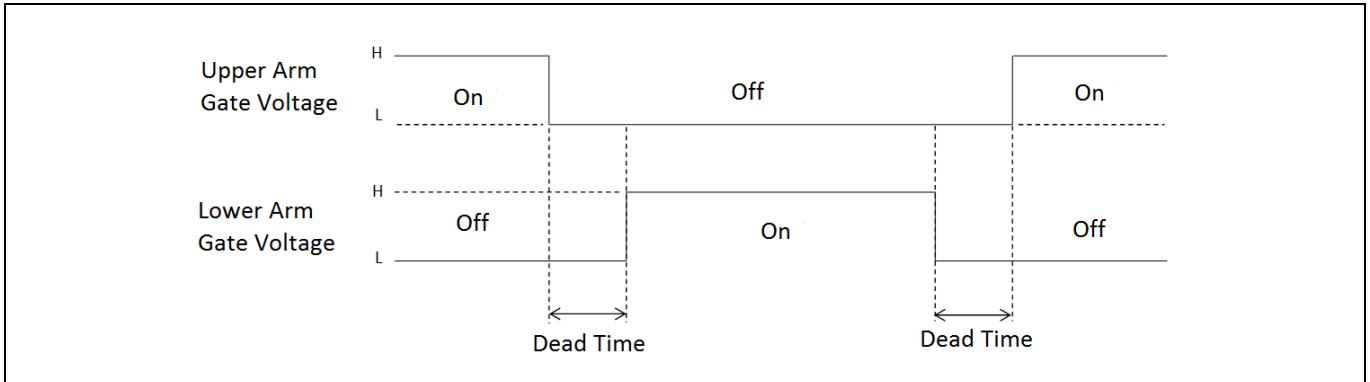 Upper Arm
Gate Voltage
H
L
On
Off
On
Lower Arm
Gate Voltage
H
L
Off
On
Off
Dead Time
Dead Time